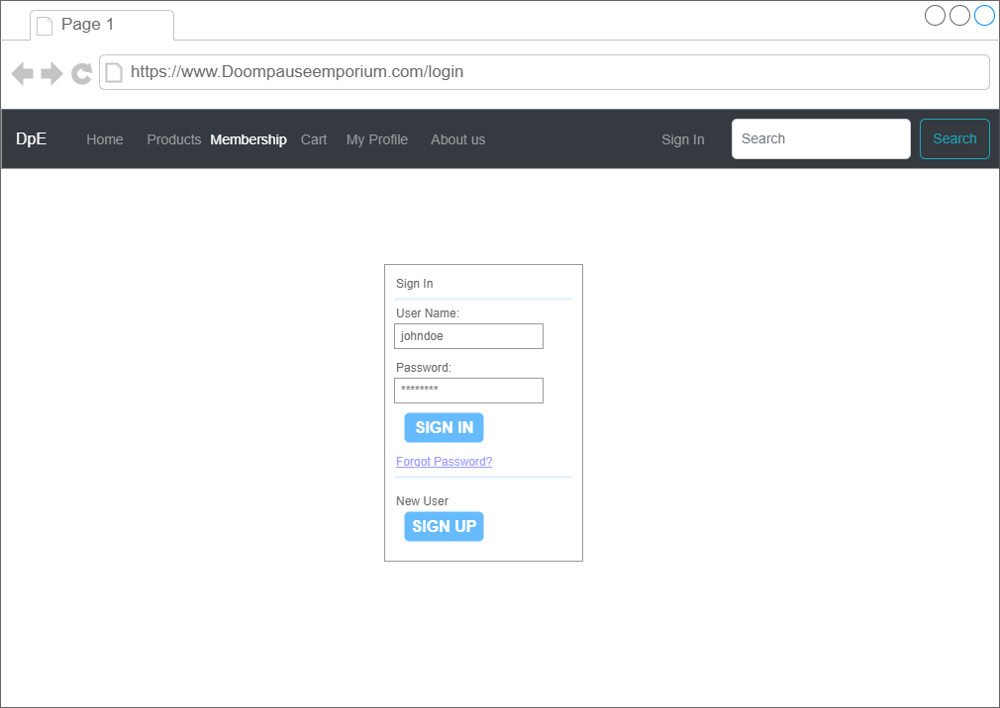 Page 1
https://www.Doompauseemporium.com/login
DpE Home Products Membership Cart My Profile About us Sign In Search Search
Sign In
User Name:
johndoe
Password:
********
SIGN IN
Forgot Password?
New User
SIGN UP